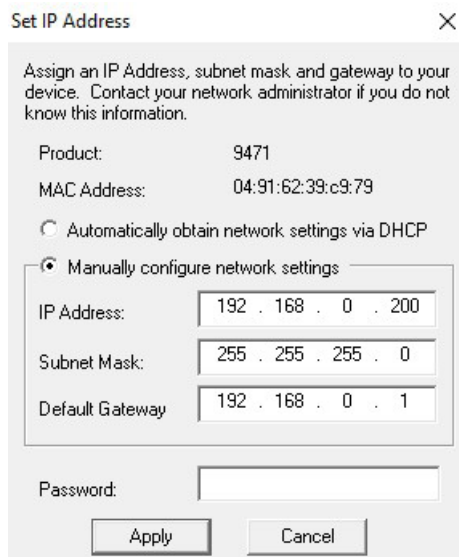 Set IP Address
Assign an IP Address, subnet mask and gateway to your
device. Contact your network administrator if you do not
know this information.
Product: 9471
MAC Address: 04:91:62:39:c9:79
Automatically obtain network settings via DHCP
Manually configure network settings
IP Address: 192 . 168 . 0 . 200
Subnet Mask: 255 . 255 . 255 . 0
Default Gateway 192 . 168 . 0 . 1
Password:
Apply Cancel